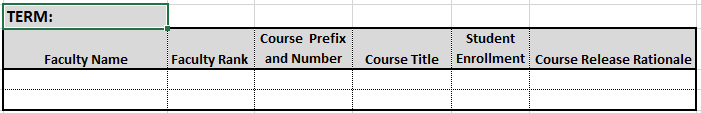 TERM:
Faculty Name Faculty Rank Course Prefix and Number Course Title Student Enrollment Course Release Rationale